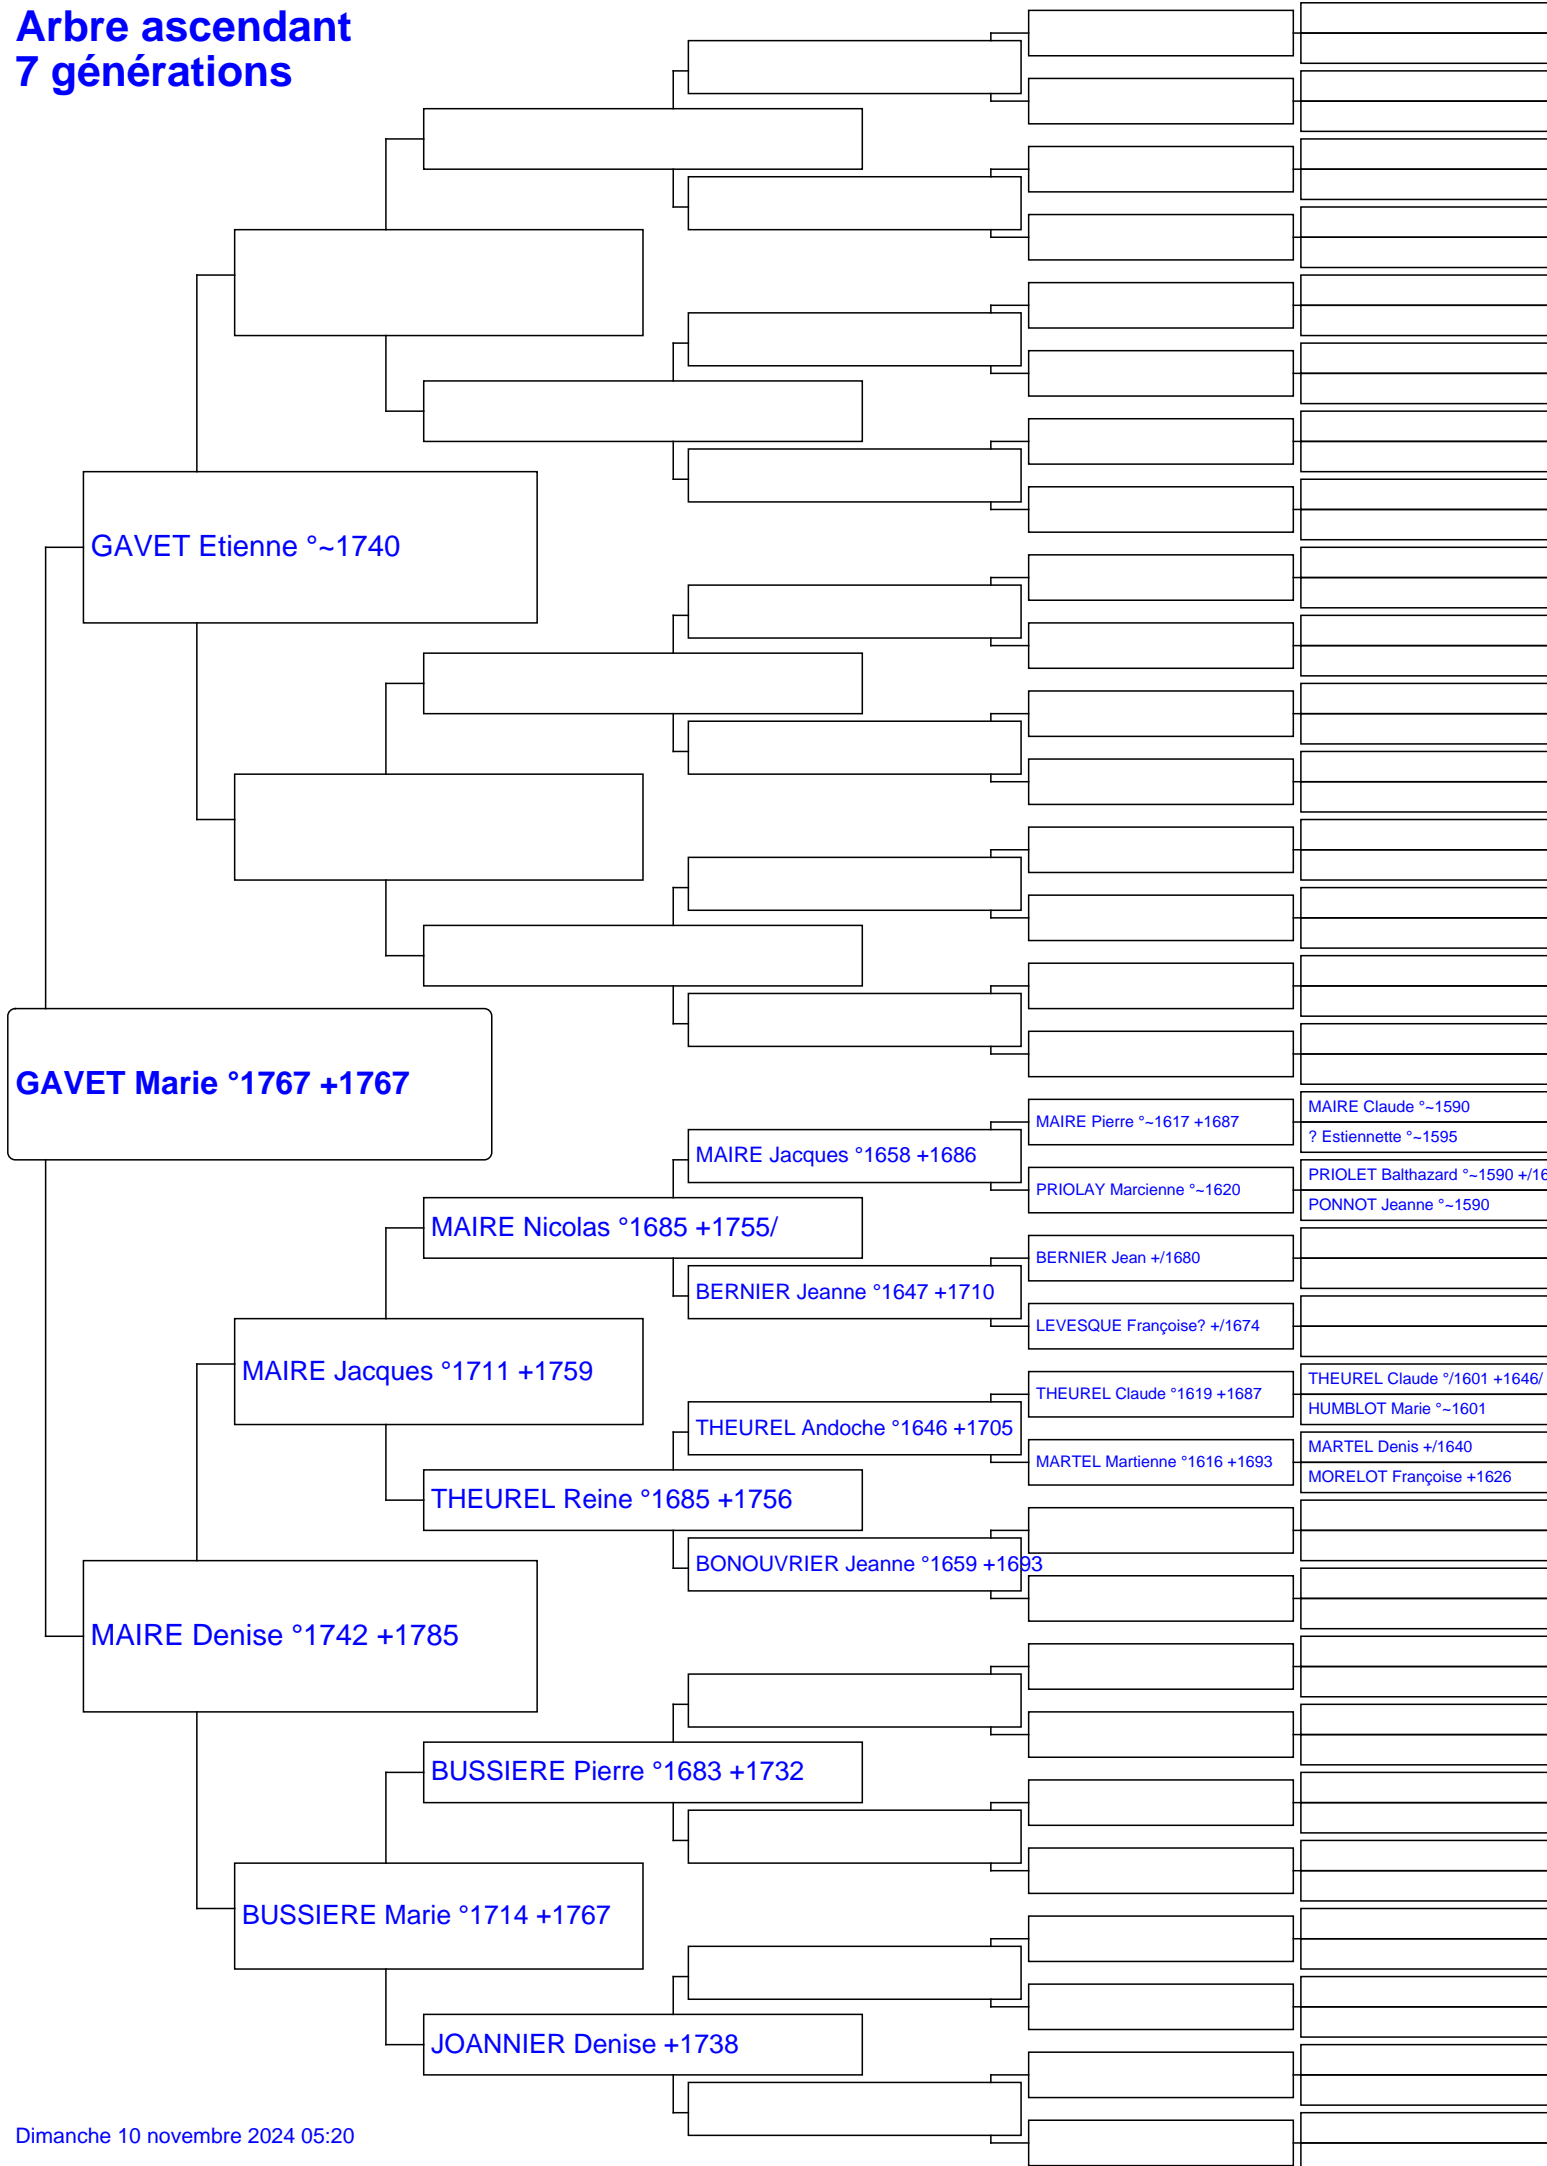 Arbre ascendant
7 générations
GAVET Etienne °~1740
GAVET Marie °1767 +1767
MAIRE Claude °~1590
MAIRE Pierre °~1617 +1687
? Estiennette °~1595
MAIRE Jacques °1658 +1686
PRIOLET Balthazard °~1590 +/16
PRIOLAY Marcienne °~1620
PONNOT Jeanne °~1590
MAIRE Nicolas °1685 +1755/
BERNIER Jean +/1680
BERNIER Jeanne °1647 +1710
LEVESQUE Françoise? +/1674
MAIRE Jacques °1711 +1759
THEUREL Claude °/1601 +1646/
THEUREL Claude °1619 +1687
HUMBLOT Marie °~1601
THEUREL Andoche °1646 +1705
MARTEL Denis +/1640
MARTEL Martienne °1616 +1693
MORELOT Françoise +1626
THEUREL Reine °1685 +1756
BONOUVRIER Jeanne °1659 +1693
MAIRE Denise °1742 +1785
BUSSIERE Pierre °1683 +1732
BUSSIERE Marie °1714 +1767
JOANNIER Denise +1738
Dimanche 10 novembre 2024 05:20